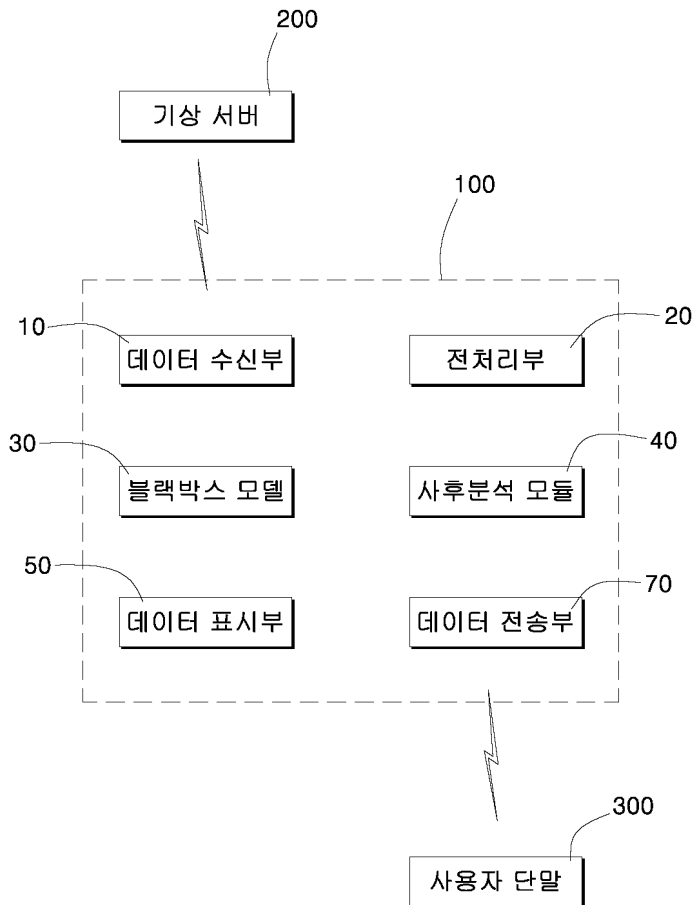 200
기상 서버
100
10
데이터 수신부
20
전처리부
30
블랙박스 모델
40
사후분석 모듈
50
데이터 표시부
70
데이터 전송부
300
사용자 단말